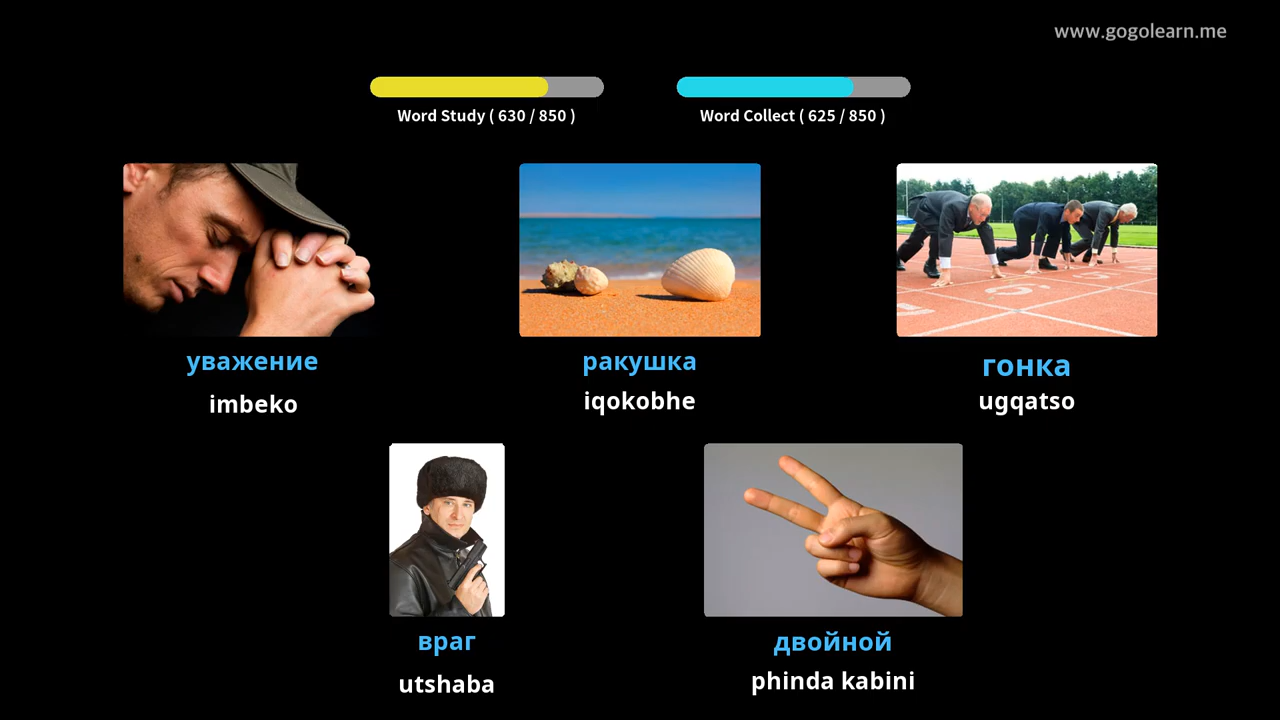 www.gogolearn.me
Word Study ( 630 / 850 )
Word Collect ( 625 / 850 )
уважение
imbeko
ракушка
iqokobhe
гонка
ugqatso
враг
utshaba
двойной
phinda kabini